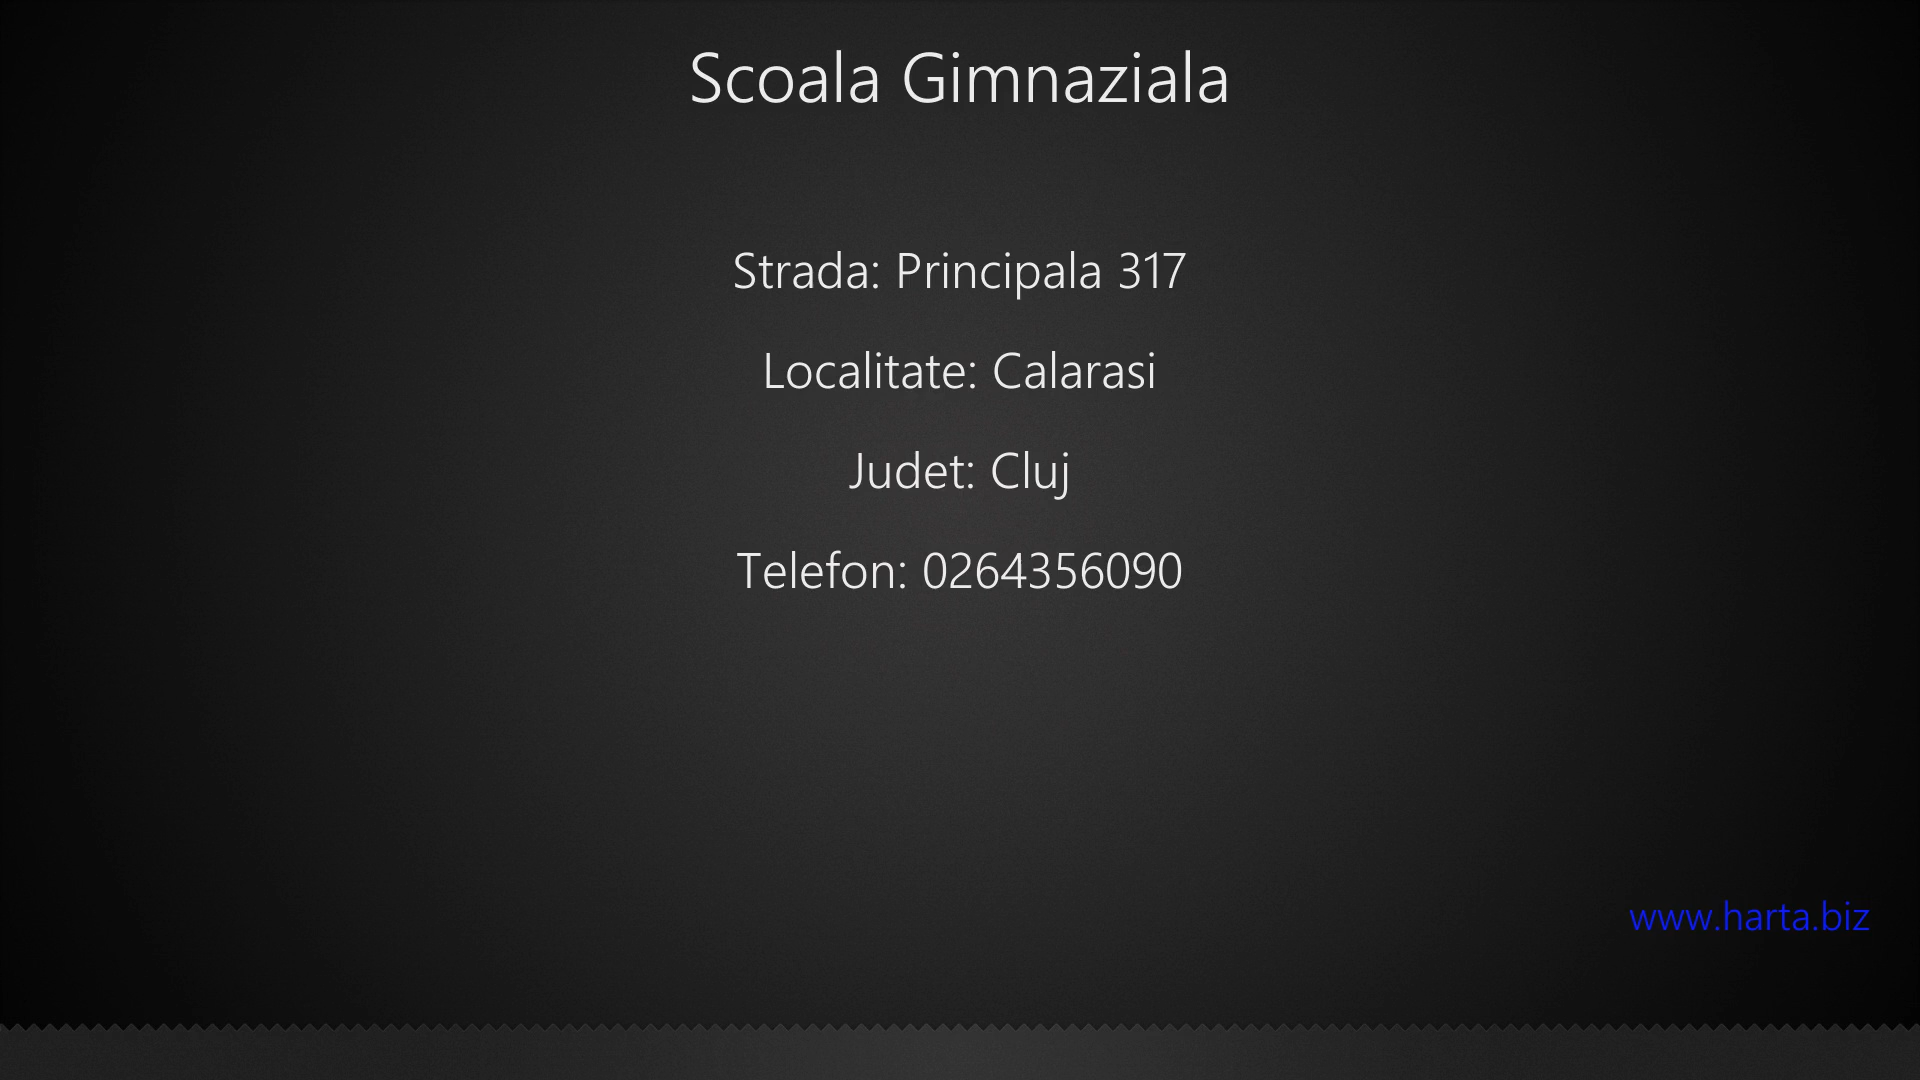 Scoala Gimnaziala
Strada: Principala 317
Localitate: Calarasi
Judet: Cluj
Telefon: 0264356090
www.harta.biz